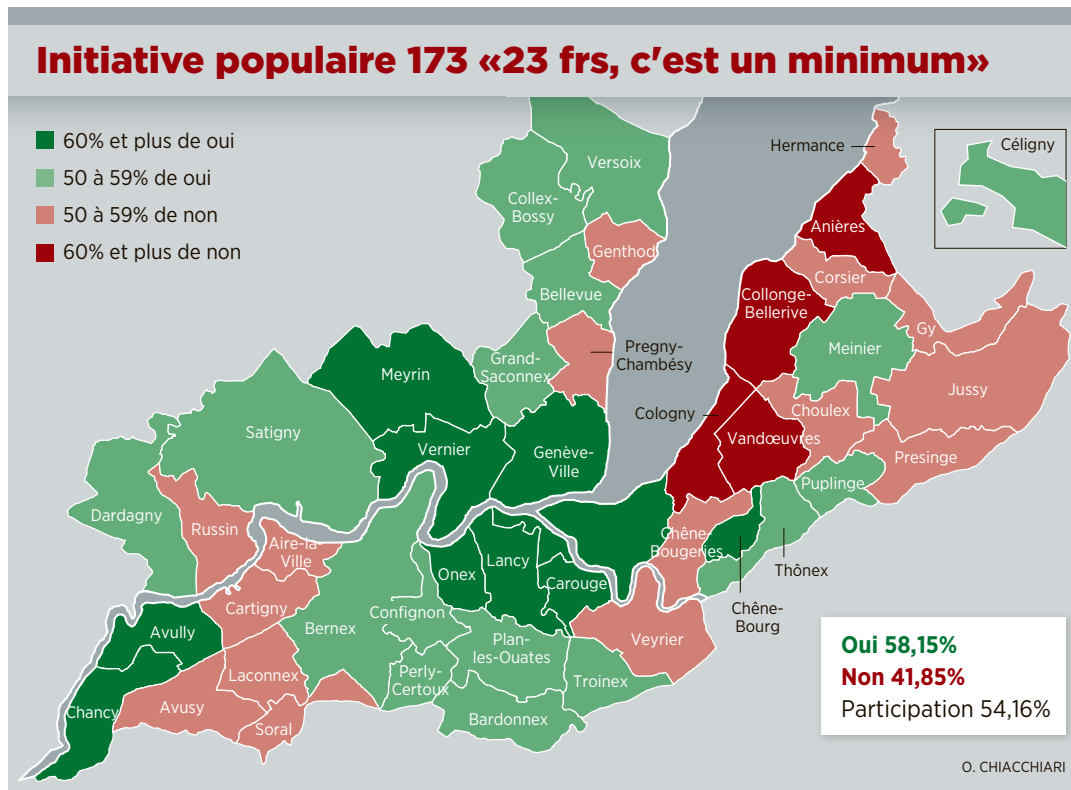 Initiative populaire 173 «23 frs, c'est un minimum»
60% et plus de oui
50 à 59% de oui
50 à 59% de non
60% et plus de non
Hermance
Céligny
Versoix
Collex-
Bossy
Anières
Genthod
Corsier
Bellevue
Collonge-
Bellerive
Gy
Pregny-
Chambésy
Meinier
Grand-
Saconnex
Meyrin
Jussy
Cologny
Choulex
Satigny
Vandœuvres
Vernier
Genève-
Ville
Presinge
Puplinge
Dardagny
Russin
Aire-la-
Ville
Chêne-
Bougeries
Lancy
Onex
Carouge
Thônex
Cartigny
Confignon
Chêne-
Bourg
Avully
Bernex
Veyrier
Plan-
les-Ouates
Laconnex
Perly-
Certoux
Troinex
Chancy
Avusy
Bardonnex
Soral
Oui 58,15%
Non 41,85%
Participation 54,16%
O. CHIACCHIARI